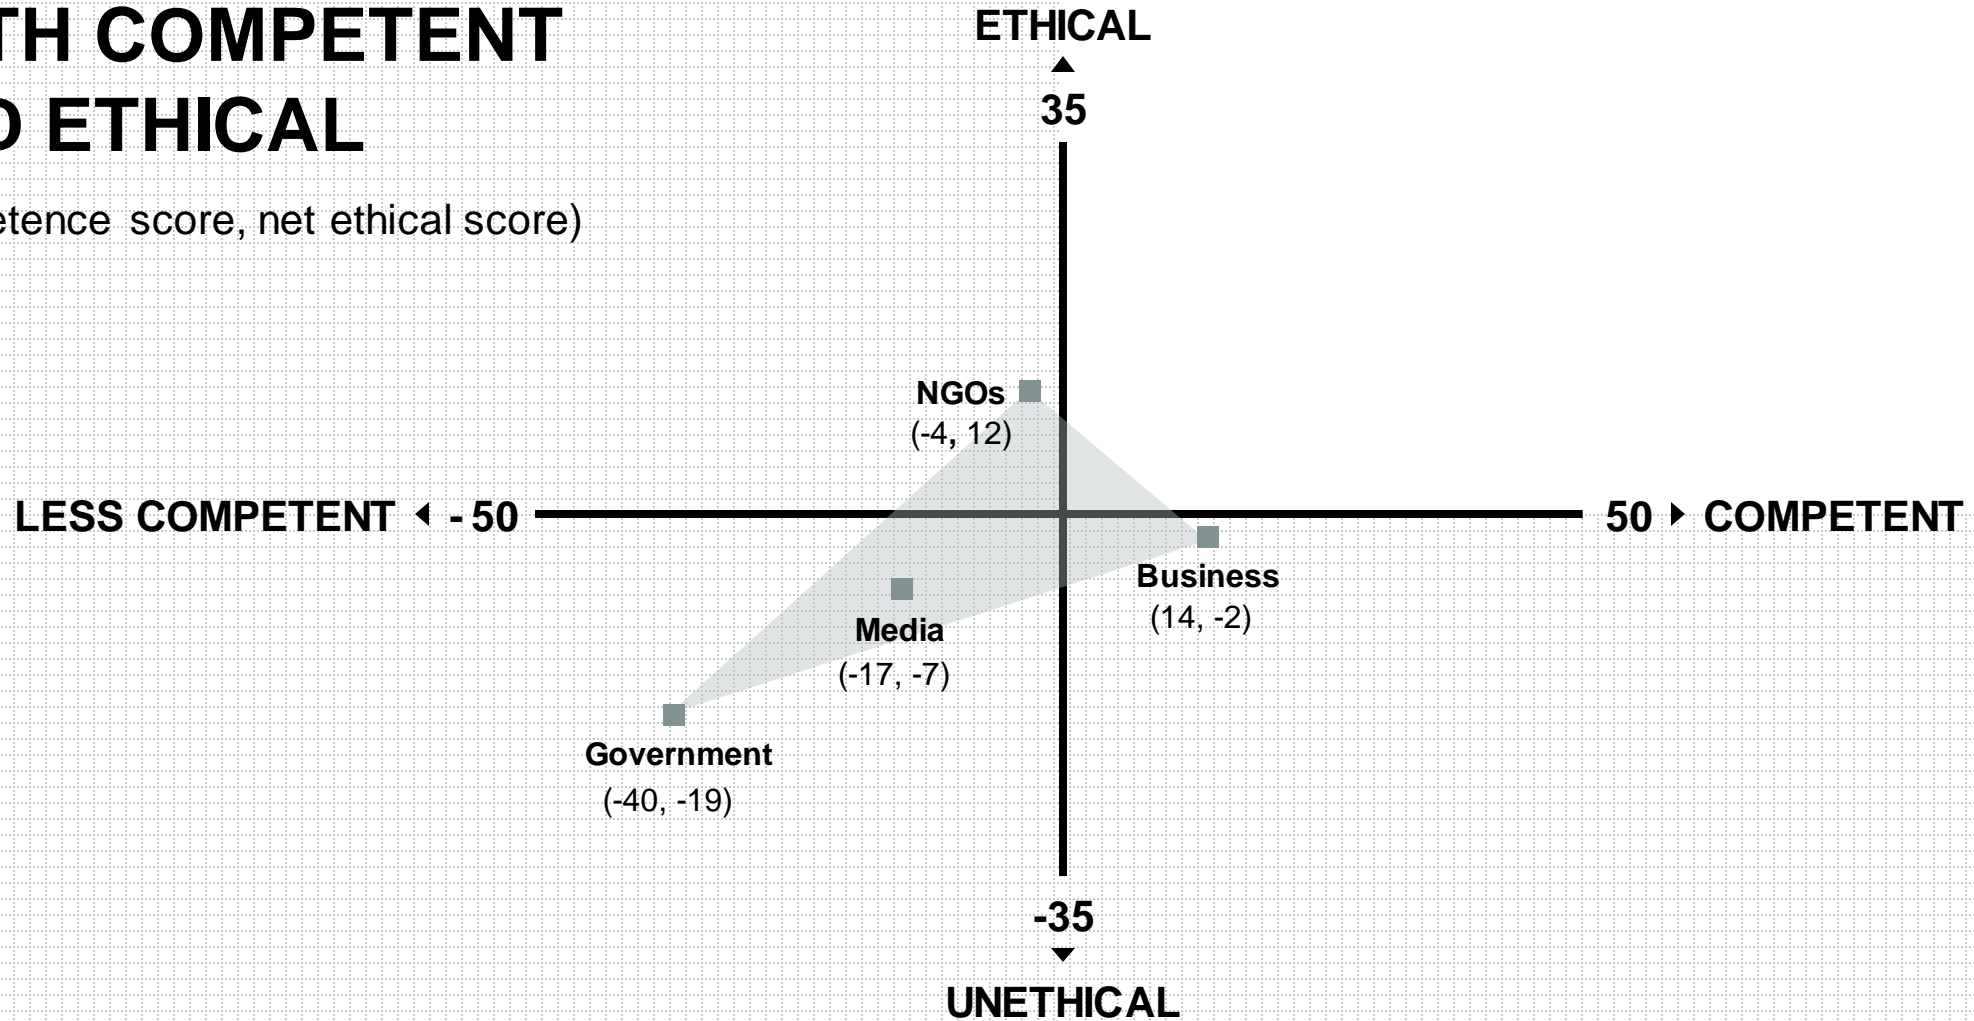 TH COMPETENT
D ETHICAL
etence score, net ethical score)
ETHICAL
35
NGOs
(-4, 12)
LESS COMPETENT -50
50 COMPETENT
Business
(14, -2)
Media
(-17, -7)
Government
(-40, -19)
-35
UNETHICAL